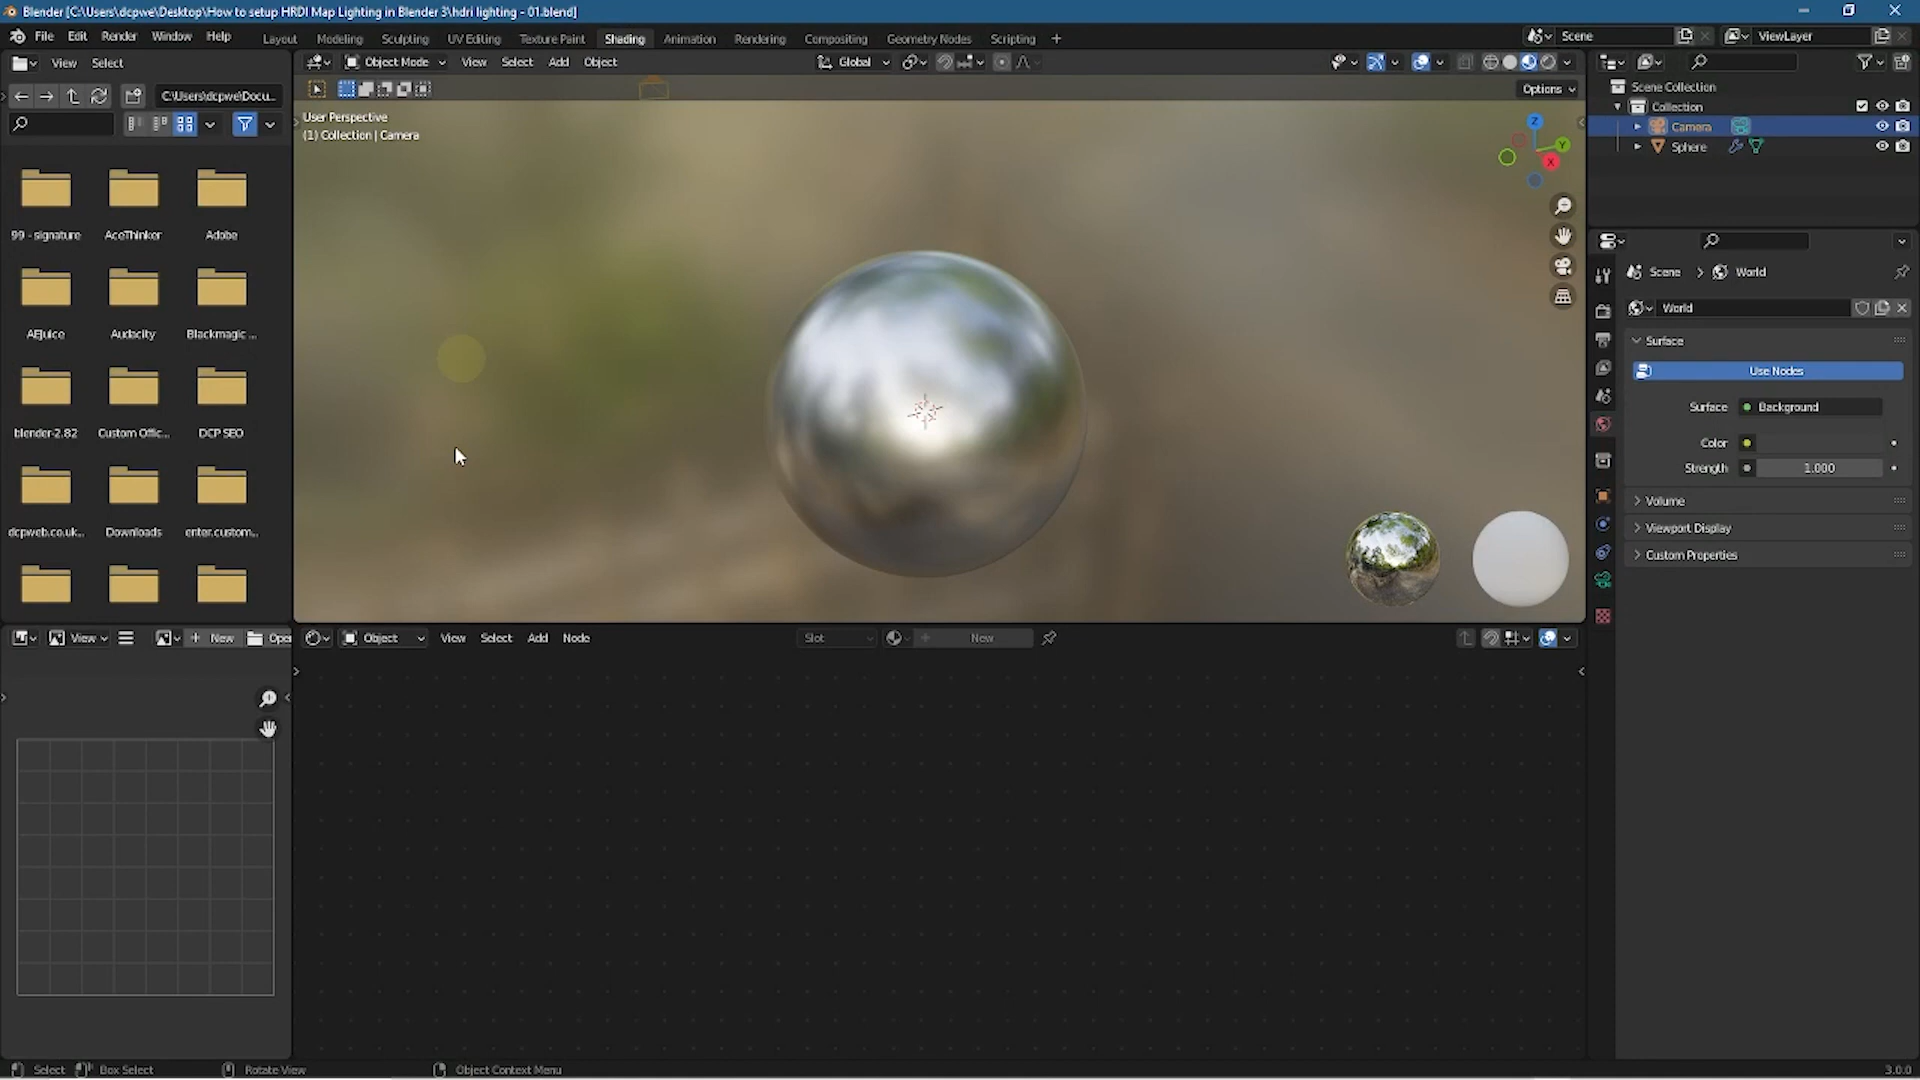 Blender [C:\Users\dcpwe\Desktop\How to setup HRDI Map Lighting in Blender 3\hdri lighting - 01.blend]
File Edit Render Window Help
Layout Modeling Sculpting UV Editing Texture Paint Shading Animation Rendering Compositing Geometry Nodes Scripting +
Scene
ViewLayer
View Select
Object Mode View Select Add Object
Global
Scene Collection
Collection
Camera
Sphere
C:\Users\dcpwe\Docu...
Options
User Perspective
(1) Collection | Camera
Z
Y
X
99 - signature AceThinker Adobe
AEJuice Audacity Blackmagic ...
blender-2.82 Custom Offic... DCP SEO
dcpweb.co.uk... Downloads enter.custom...
Scene > World
World
Surface
Use Nodes
Surface Background
Color
Strength 1.000
Volume
Viewport Display
Custom Properties
View + New Open
Object View Select Add Node
Slot
+ New
Select Box Select Rotate View Object Context Menu
3.0.0